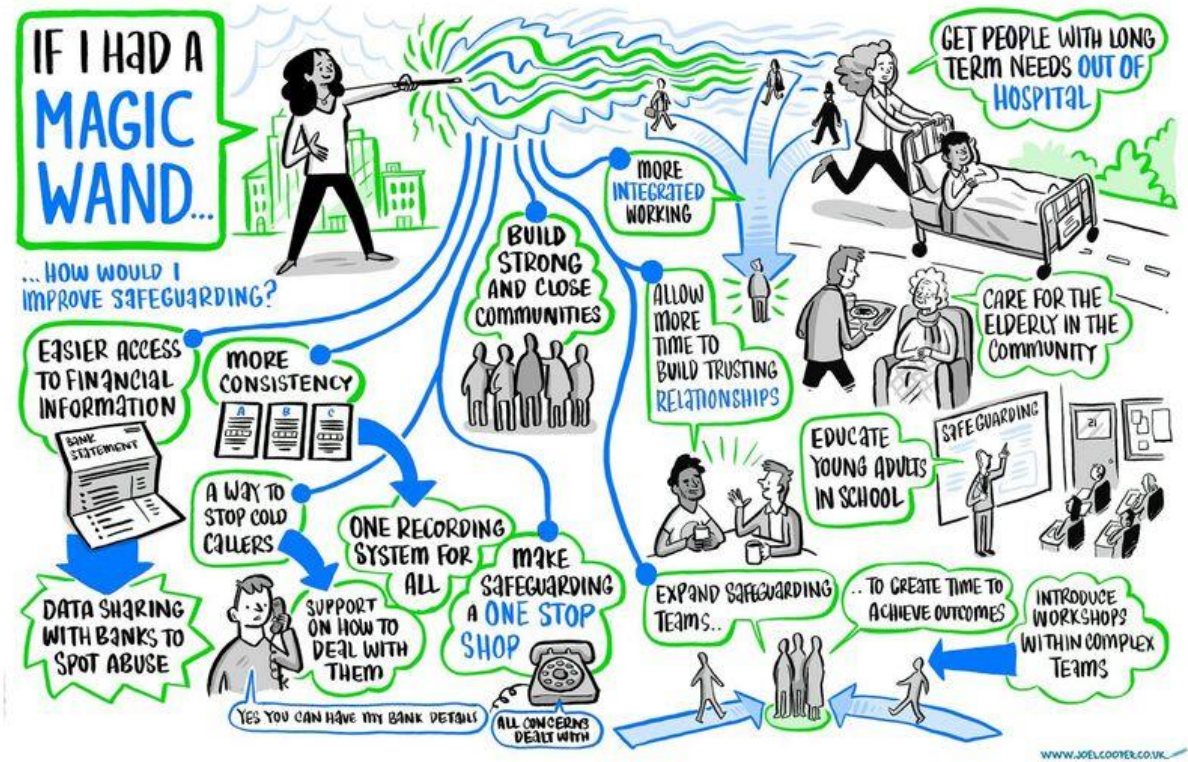 IF I HAD A
MAGIC
WAND...
...HOW WOULD I
IMPROVE SAFEGUARDING?
EASIER ACCESS
TO FINANCIAL
INFORMATION
BANK
STATEMENT
DATA SHARING
WITH BANKS TO
SPOT ABUSE
MORE
CONSISTENCY
A
B
C
ONE RECORDING
SYSTEM FOR
ALL
A WAY TO
STOP COLD
CALLERS
SUPPORT
ON HOW TO
DEAL WITH
THEM
YES YOU CAN HAVE MY BANK DETAILS
MAKE
SAFEGUARDING
A ONE STOP
SHOP
ALL CONCERNS
DEALT WITH
BUILD
STRONG
AND CLOSE
COMMUNITIES
MORE
INTEGRATED
WORKING
ALLOW
MORE
TIME TO
BUILD TRUSTING
RELATIONSHIPS
GET PEOPLE WITH LONG
TERM NEEDS OUT OF
HOSPITAL
CARE FOR THE
ELDERLY IN THE
COMMUNITY
EDUCATE
YOUNG ADULTS
IN SCHOOL
SAFEGUARDING
21
EXPAND SAFEGUARDING
TEAMS..
..TO CREATE TIME TO
ACHIEVE OUTCOMES
INTRODUCE
WORKSHOPS
WITHIN COMPLEX
TEAMS
WWW.JOELCOOPER.CO.UK